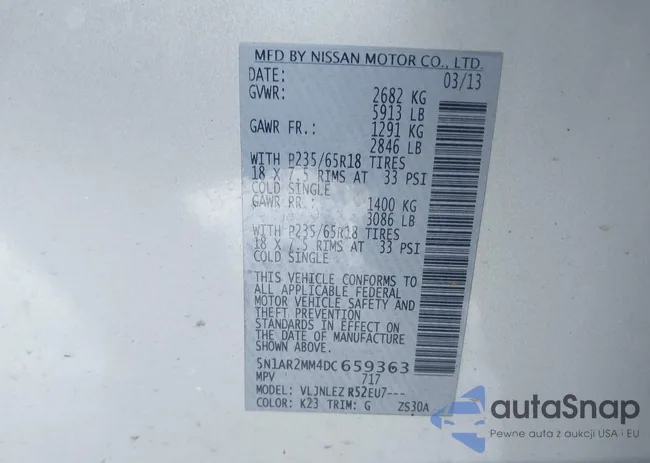 MFD BY NISSAN MOTOR CO., LTD.
DATE: 03/13
GVWR: 2682 KG
5913 LB
GAWR FR.: 1291 KG
2846 LB
WITH P235/65R18 TIRES
18 X 7.5 RIMS AT 33 PSI
COLD SINGLE
GAWR RR.: 1400 KG
3086 LB
WITH P235/65R18 TIRES
18 X 7.5 RIMS AT 33 PSI
COLD SINGLE
THIS VEHICLE CONFORMS TO
ALL APPLICABLE FEDERAL
MOTOR VEHICLE SAFETY AND
THEFT PREVENTION
STANDARDS IN EFFECT ON
THE DATE OF MANUFACTURE
SHOWN ABOVE.
5N1AR2MM4DC659363
MPV 717
MODEL: VLJNLEZ R52EU7---
COLOR: K23 TRIM: G ZS30A
autoSnap
Pewne auta z aukcji USA i EU